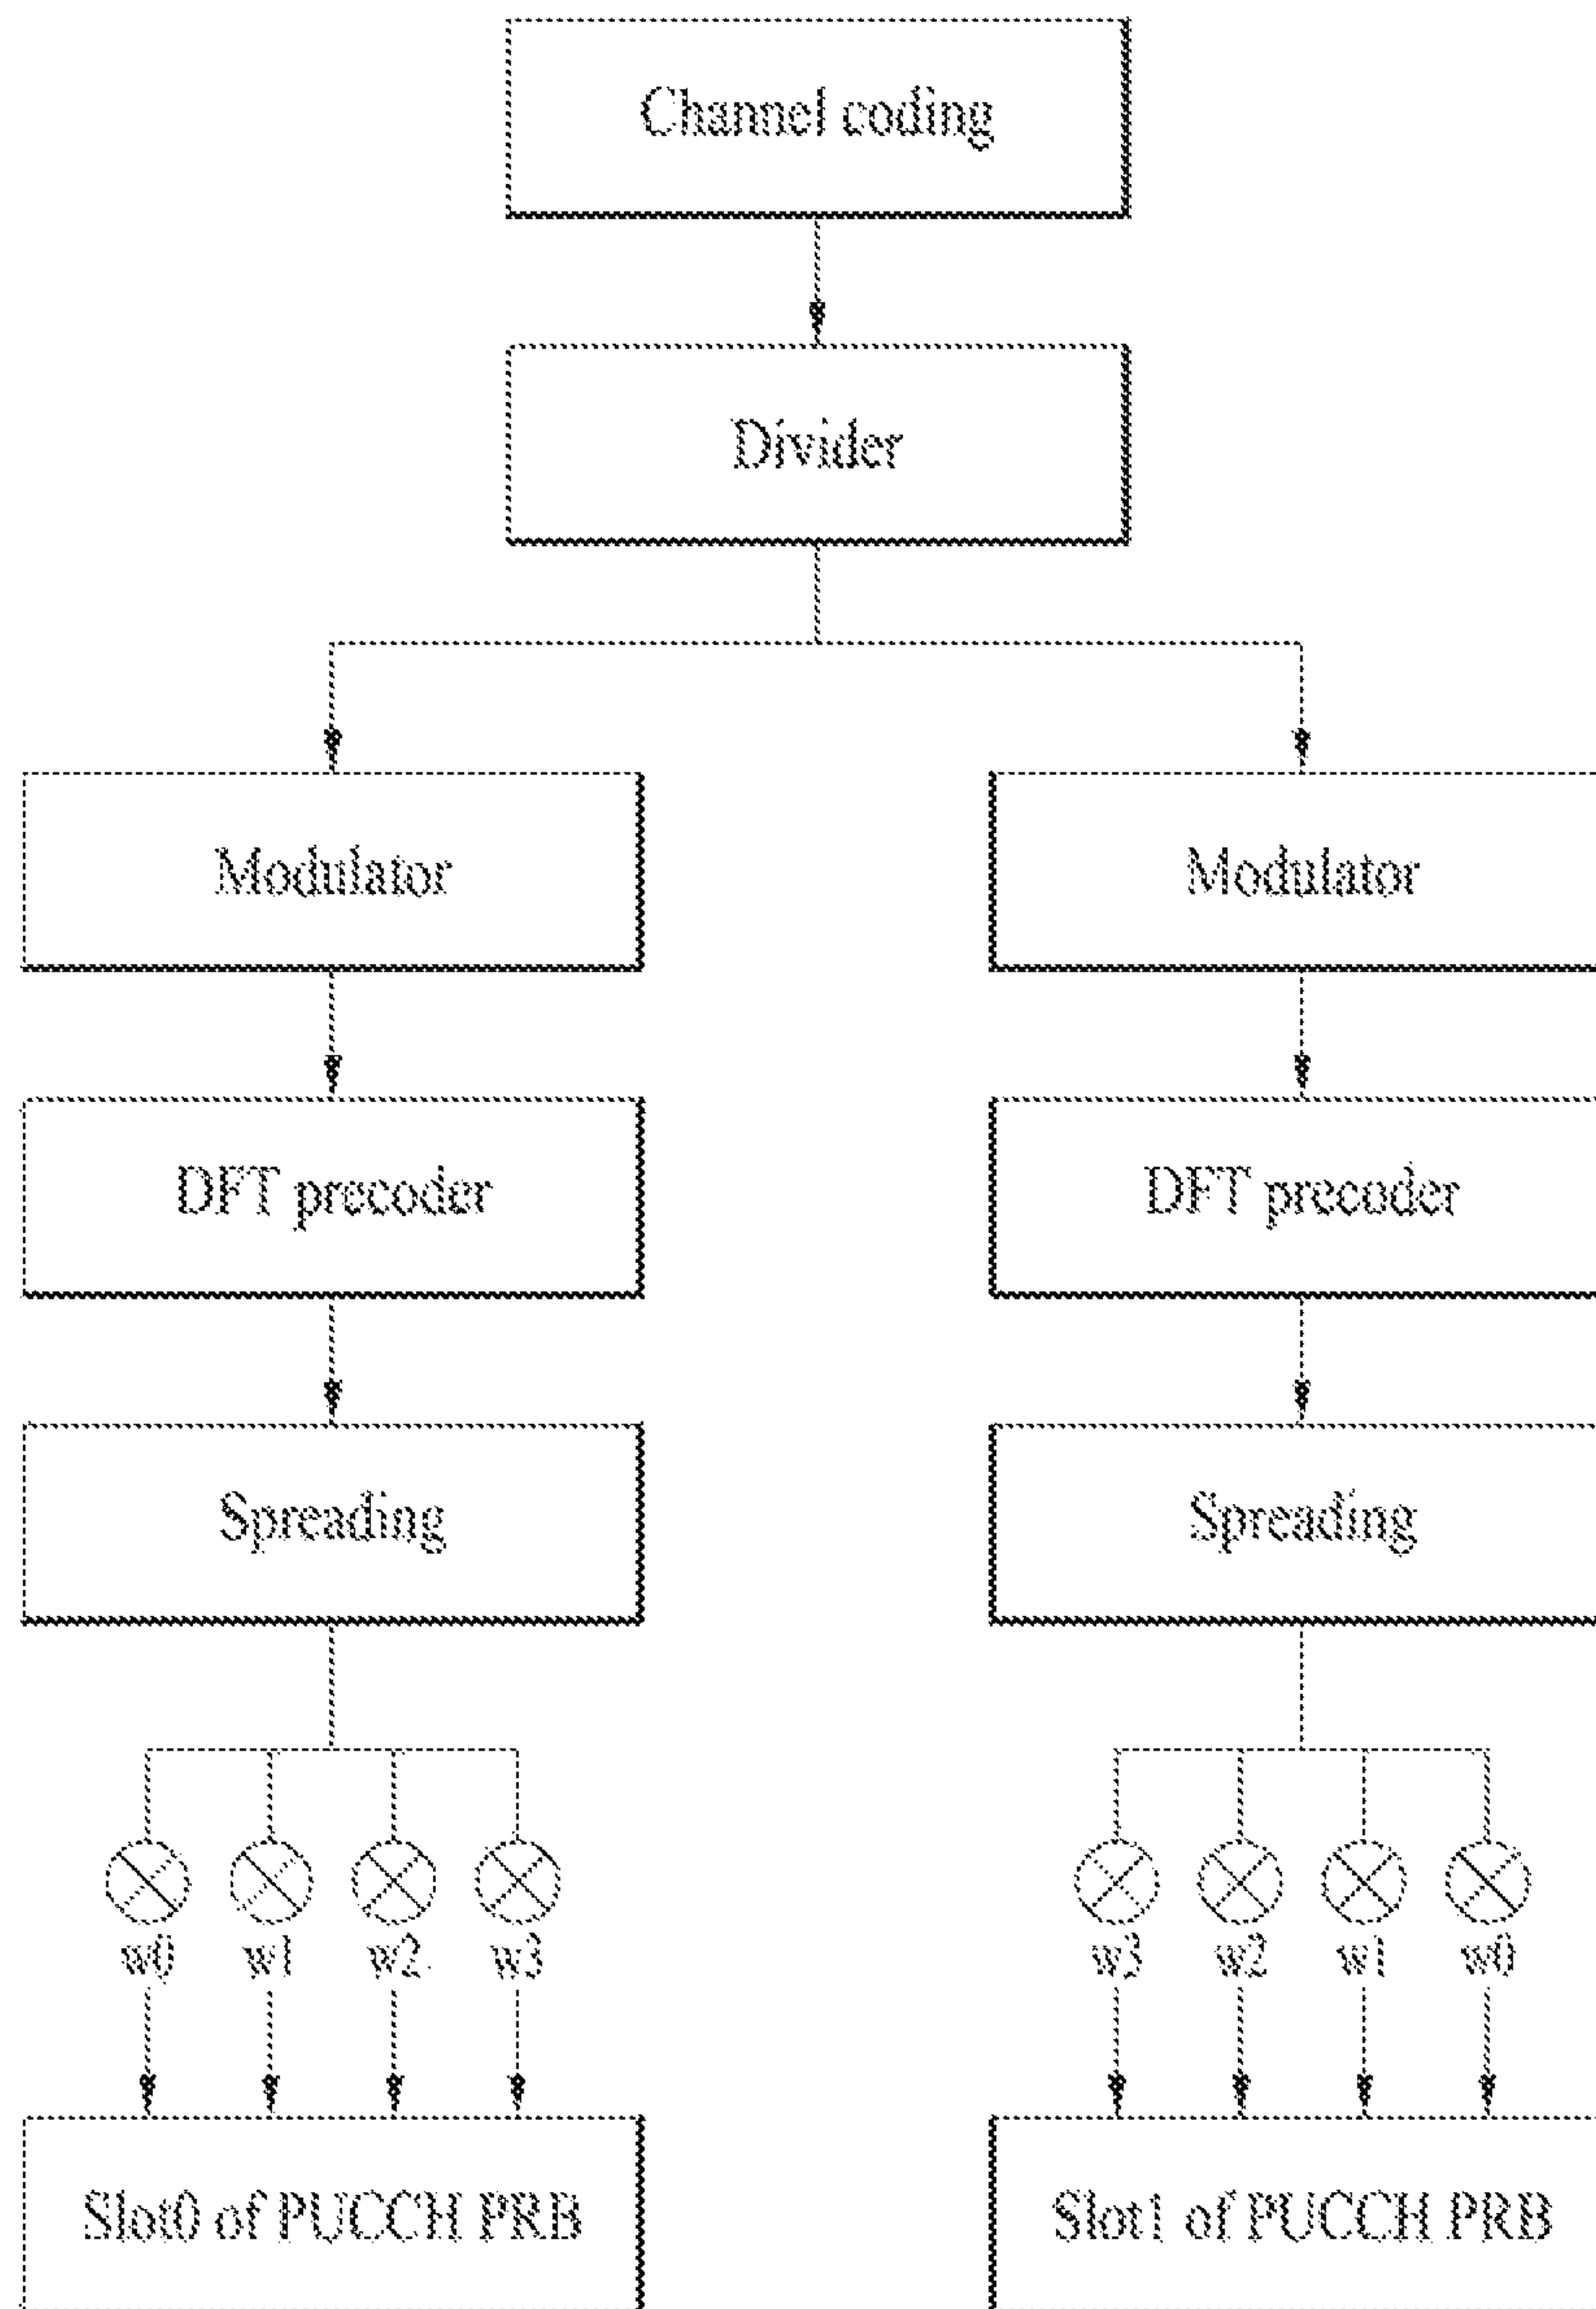 Channel coding
Divider
Modulator Modulator
DFT precoder DFT precoder
Spreading Spreading
w0 w1 w2 w3 w3 w2 w1 w0
Slot0 of PUCCH PRB Slot1 of PUCCH PRB